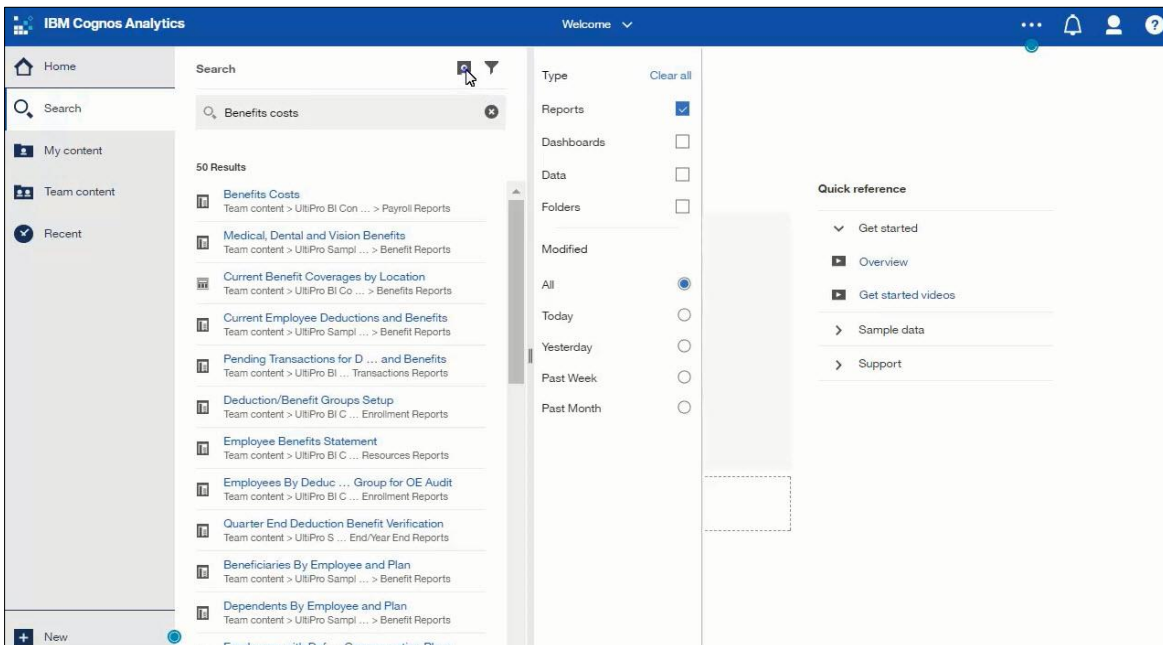 IBM Cognos Analytics
Welcome
?
Home
Search
My content
Team content
Recent
New
Search
Benefits costs
50 Results
Benefits Costs
Team content > UltiPro BI Con ... > Payroll Reports
Medical, Dental and Vision Benefits
Team content > UltiPro Sampl ... > Benefit Reports
Current Benefit Coverages by Location
Team content > UltiPro BI Co ... > Benefits Reports
Current Employee Deductions and Benefits
Team content > UltiPro Sampl ... > Benefit Reports
Pending Transactions for D ... and Benefits
Team content > UltiPro BI ... Transactions Reports
Deduction/Benefit Groups Setup
Team content > UltiPro BI C ... Enrollment Reports
Employee Benefits Statement
Team content > UltiPro BI C ... Resources Reports
Employees By Deduc ... Group for OE Audit
Team content > UltiPro BI C ... Enrollment Reports
Quarter End Deduction Benefit Verification
Team content > UltiPro S ... End/Year End Reports
Beneficiaries By Employee and Plan
Team content > UltiPro Sampl ... > Benefit Reports
Dependents By Employee and Plan
Team content > UltiPro Sampl ... > Benefit Reports
Type Clear all
Reports
Dashboards
Data
Folders
Modified
All
Today
Yesterday
Past Week
Past Month
Quick reference
Get started
Overview
Get started videos
Sample data
Support